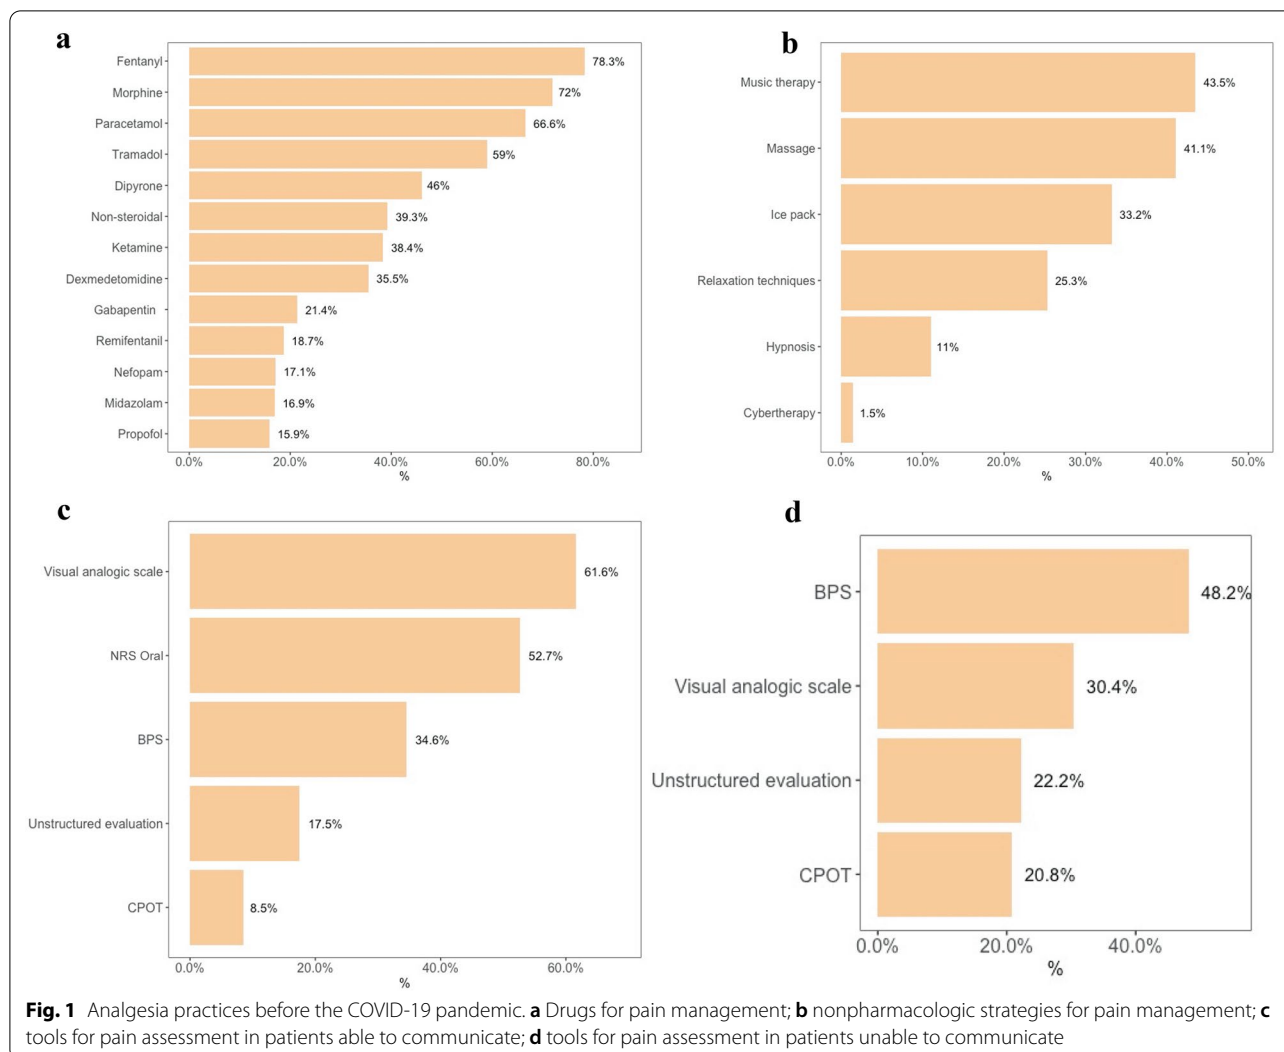 a
Fentanyl 78.3%
Morphine 72%
Paracetamol 66.6%
Tramadol 59%
Dipyrone 46%
Non-steroidal 39.3%
Ketamine 38.4%
Dexmedetomidine 35.5%
Gabapentin 21.4%
Remifentanil 18.7%
Nefopam 17.1%
Midazolam 16.9%
Propofol 15.9%
0.0% 20.0% 40.0% 60.0% 80.0%
%
b
Music therapy 43.5%
Massage 41.1%
Ice pack 33.2%
Relaxation techniques 25.3%
Hypnosis 11%
Cybertherapy 1.5%
0.0% 10.0% 20.0% 30.0% 40.0% 50.0%
%
c
Visual analogic scale 61.6%
NRS Oral 52.7%
BPS 34.6%
Unstructured evaluation 17.5%
CPOT 8.5%
0.0% 20.0% 40.0% 60.0%
%
d
BPS 48.2%
Visual analogic scale 30.4%
Unstructured evaluation 22.2%
CPOT 20.8%
0.0% 20.0% 40.0%
%
Fig. 1 Analgesia practices before the COVID-19 pandemic. a Drugs for pain management; b nonpharmacologic strategies for pain management; c
tools for pain assessment in patients able to communicate; d tools for pain assessment in patients unable to communicate